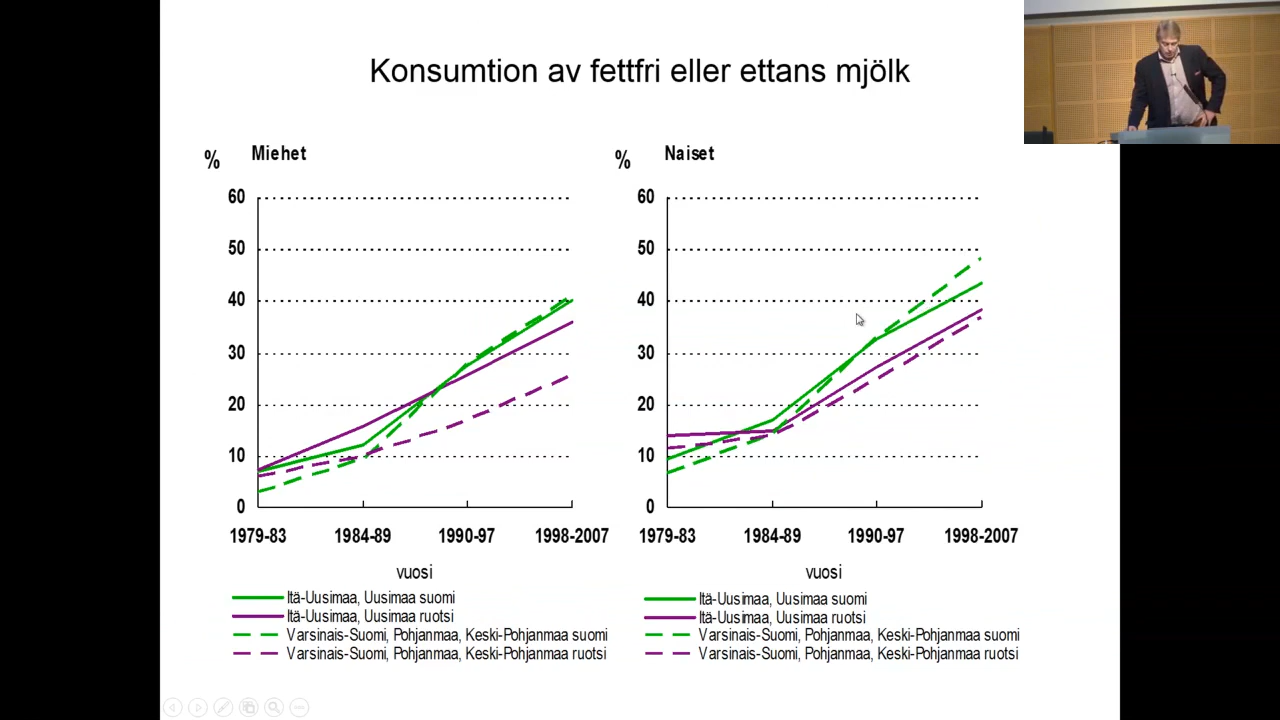 Konsumtion av fettfri eller ettans mjölk
% Miehet
60
50
40
30
20
10
0
1979-83 1984-89 1990-97 1998-2007
vuosi
Itä-Uusimaa, Uusimaa suomi
Itä-Uusimaa, Uusimaa ruotsi
Varsinais-Suomi, Pohjanmaa, Keski-Pohjanmaa suomi
Varsinais-Suomi, Pohjanmaa, Keski-Pohjanmaa ruotsi
% Naiset
60
50
40
30
20
10
0
1979-83 1984-89 1990-97 1998-2007
vuosi
Itä-Uusimaa, Uusimaa suomi
Itä-Uusimaa, Uusimaa ruotsi
Varsinais-Suomi, Pohjanmaa, Keski-Pohjanmaa suomi
Varsinais-Suomi, Pohjanmaa, Keski-Pohjanmaa ruotsi